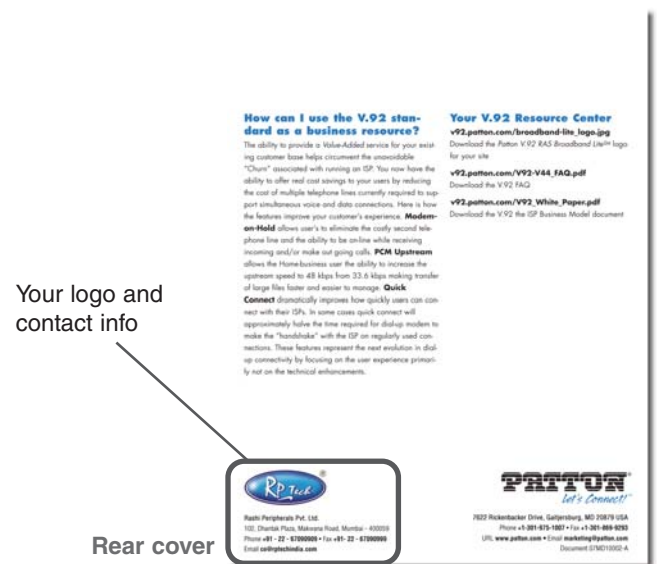 How can I use the V.92 stan-
dard as a business resource?
The ability to provide a Value-Added service for your exist-
ing customer base helps circumvent the unavoidable
"Churn" associated with running an ISP. You now have the
ability to offer real cost savings to your users by reducing
the cost of multiple telephone lines currently required to sup-
port simultaneous voice and data connections. Here is how
the features improve your customer's experience. Modem-
on-Hold allows user's to eliminate the costly second tele-
phone line and the ability to be on-line while receiving
incoming and/or make out going calls. PCM Upstream
allows the Home-business user the ability to increase the
upstream speed to 48 kbps from 33.6 kbps making transfer
of large files faster and easier to manage. Quick
Connect dramatically improves how quickly users can con-
nect with their ISPs. In some cases quick connect will
approximately halve the time required for dial-up modem to
make the "handshake" with the ISP on regularly used con-
nections. These features represent the next evolution in dial-
up connectivity by focusing on the user experience primari-
ly not on the technical enhancements.
Your V.92 Resource Center
v92.patton.com/broadband-lite_logo.jpg
Download the Patton V.92 RAS Broadband Lite℠ logo
for your site
v92.patton.com/V92-V44_FAQ.pdf
Download the V.92 FAQ
v92.patton.com/V92_White_Paper.pdf
Download the V.92 the ISP Business Model document
Your logo and
contact info
Rear cover
RP Tech ®
Rashi Peripherals Pvt. Ltd.
102, Dhantak Plaza, Makwana Road, Mumbai - 400059
Phone +91 - 22 - 67090909 • Fax +91- 22 - 67090999
Email co@rptechindia.com
PATTON
Let's Connect!
7622 Rickenbacker Drive, Gaitjersburg, MD 20879 USA
Phone +1-301-975-1007 • Fax +1-301-869-9293
URL www.patton.com • Email marketing@patton.com
Document 07MD10002-A